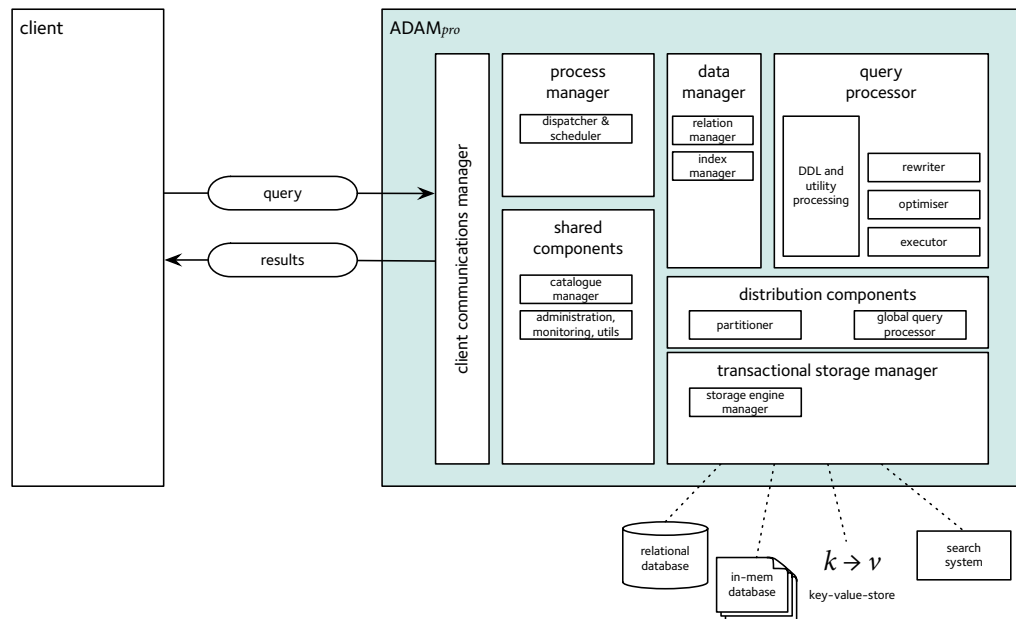 client
ADAMpro
query
results
client communications manager
process
manager
dispatcher &
scheduler
shared
components
catalogue
manager
administration,
monitoring, utils
data
manager
relation
manager
index
manager
query
processor
DDL and
utility
processing
rewriter
optimiser
executor
distribution components
partitioner
global query
processor
transactional storage manager
storage engine
manager
relational
database
in-mem
database
k → v
key-value-store
search
system